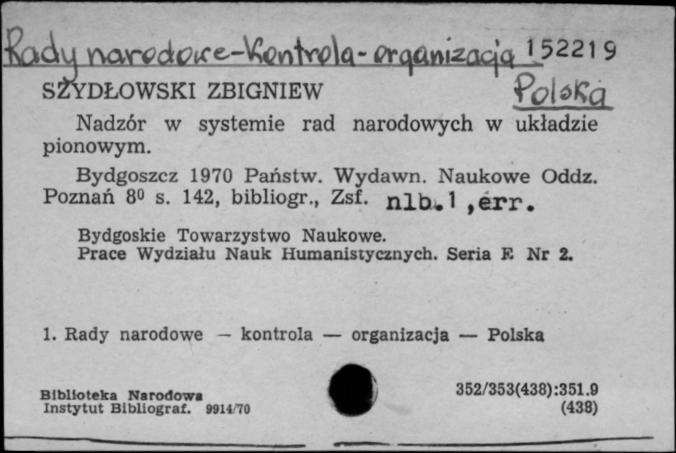 Rady narodowe-Kontrola-organizacja 152219
Polska
SZYDŁOWSKI ZBIGNIEW
Nadzór w systemie rad narodowych w układzie
pionowym.
Bydgoszcz 1970 Państw. Wydawn. Naukowe Oddz.
Poznań 8⁰ s. 142, bibliogr., Zsf. nlb.1,err.
Bydgoskie Towarzystwo Naukowe.
Prace Wydziału Nauk Humanistycznych. Seria E Nr 2.
1. Rady narodowe — kontrola — organizacja — Polska
Biblioteka Narodowa
Instytut Bibliograf. 9914/70
352/353(438):351.9
(438)